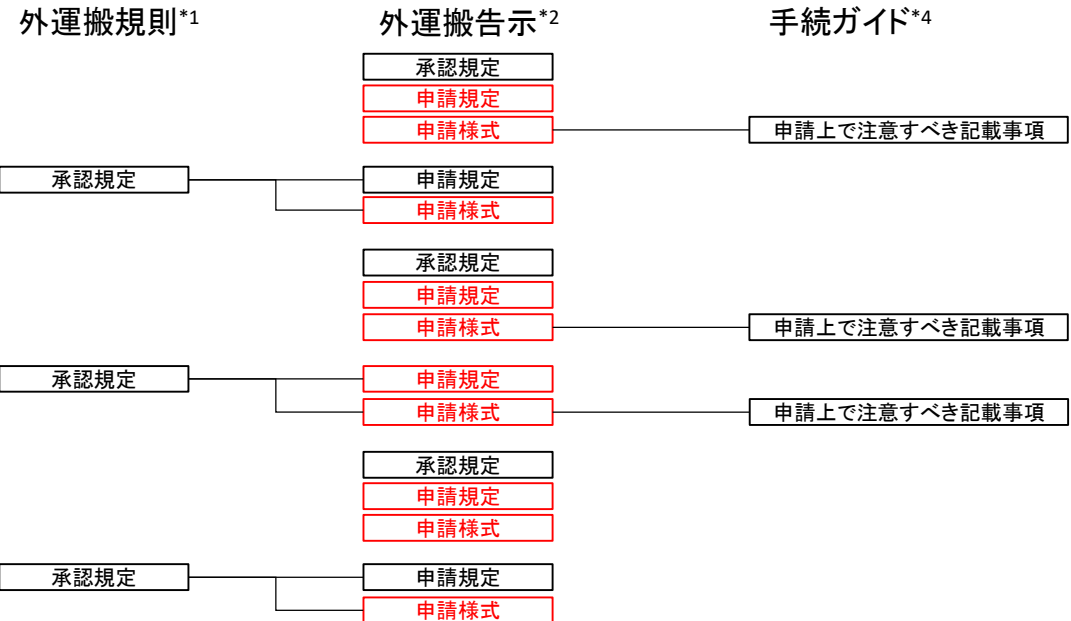 外運搬規則*1 外運搬告示*2 手続ガイド*4
承認規定
申請規定
申請様式 申請上で注意すべき記載事項
承認規定 申請規定
申請様式
承認規定
申請規定
申請様式 申請上で注意すべき記載事項
承認規定 申請規定
申請様式 申請上で注意すべき記載事項
承認規定
申請規定
申請様式
承認規定 申請規定
申請様式